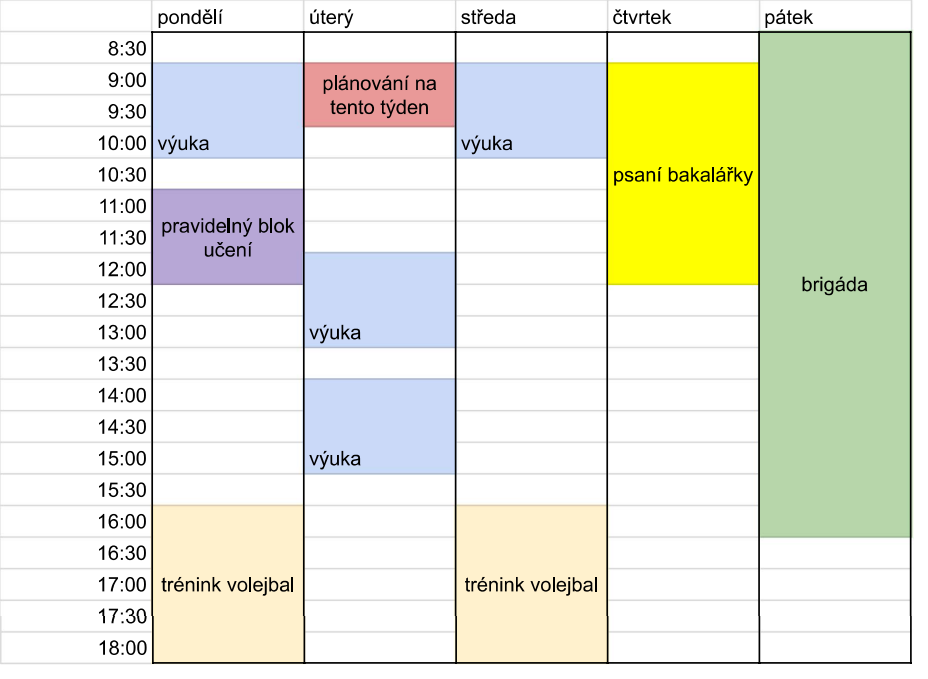 pondělí úterý středa čtvrtek pátek
8:30
9:00
plánování na
9:30
tento týden
10:00 výuka výuka
10:30
psaní bakalářky
11:00
pravidelný blok
11:30
učení
12:00
brigáda
12:30
13:00 výuka
13:30
14:00
14:30
15:00 výuka
15:30
16:00
16:30
17:00 trénink volejbal trénink volejbal
17:30
18:00